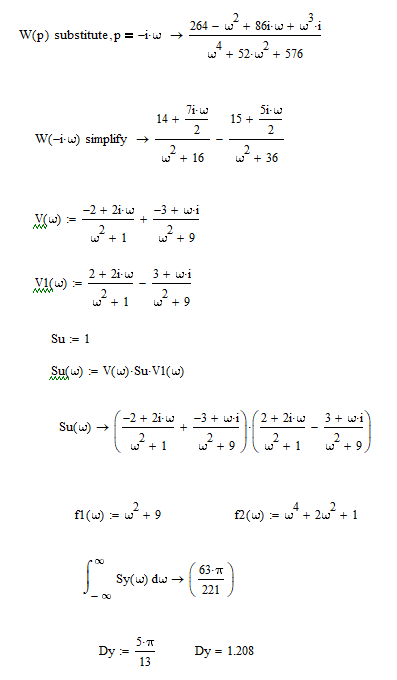 W(p) substitute, p = −i·ω → (264 − ω² + 86i·ω + ω³·i)/(ω⁴ + 52·ω² + 576)
W(−i·ω) simplify → (14 + 7i·ω/2)/(ω² + 16) − (15 + 5i·ω/2)/(ω² + 36)
V(ω) := (−2 + 2i·ω)/(ω² + 1) + (−3 + ω·i)/(ω² + 9)
V1(ω) := (2 + 2i·ω)/(ω² + 1) − (3 + ω·i)/(ω² + 9)
Su := 1
Su(ω) := V(ω)·Su·V1(ω)
Su(ω) → ((−2 + 2i·ω)/(ω² + 1) + (−3 + ω·i)/(ω² + 9))·((2 + 2i·ω)/(ω² + 1) − (3 + ω·i)/(ω² + 9))
f1(ω) := ω² + 9 f2(ω) := ω⁴ + 2ω² + 1
∫_{−∞}^{∞} Sy(ω) dω → (63·π/221)
Dy := 5·π/13 Dy = 1.208